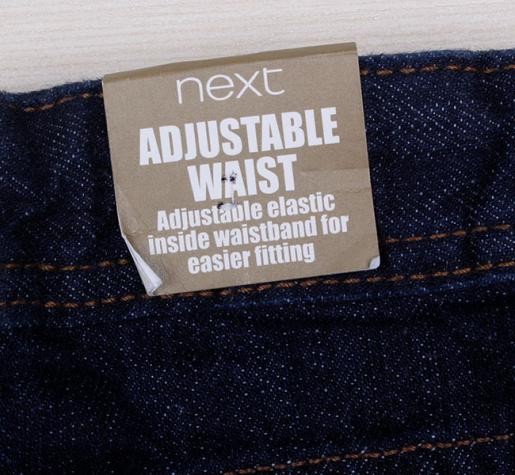 next
ADJUSTABLE
WAIST
Adjustable elastic
inside waistband for
easier fitting